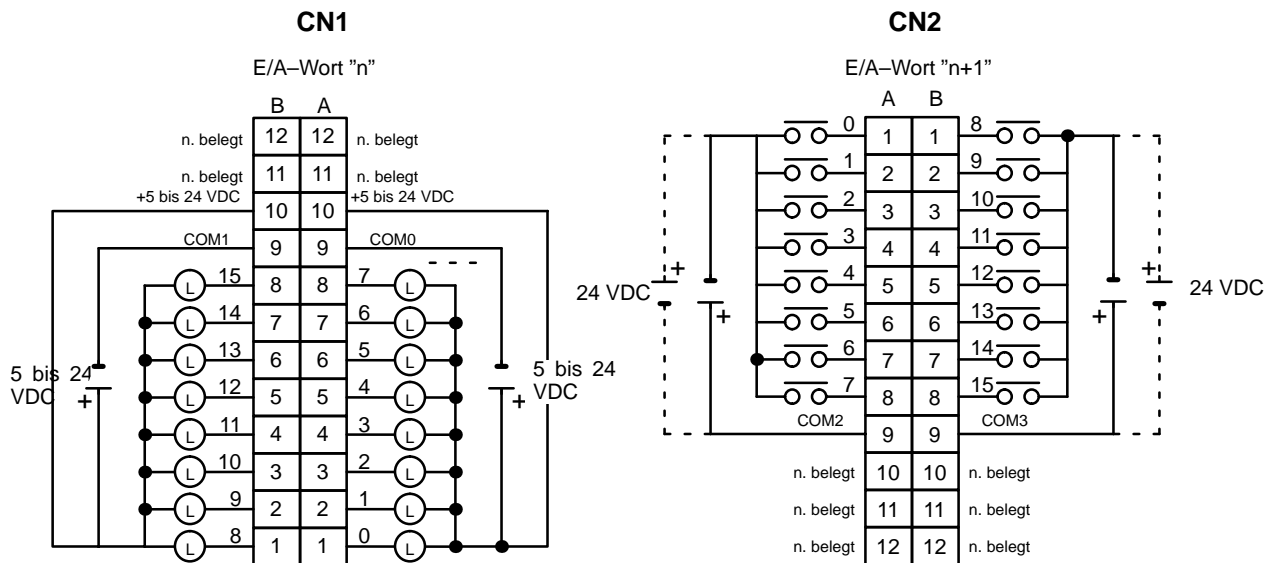 CN1
E/A–Wort ”n”
B A
n. belegt 12 12 n. belegt
n. belegt 11 11 n. belegt
+5 bis 24 VDC 10 10 +5 bis 24 VDC
COM1 9 9 COM0
L 15 8 8 7 L
L 14 7 7 6 L
L 13 6 6 5 L
L 12 5 5 4 L
L 11 4 4 3 L
L 10 3 3 2 L
L 9 2 2 1 L
L 8 1 1 0 L
5 bis 24
VDC
+
5 bis 24
VDC
+
CN2
E/A–Wort ”n+1”
A B
0 1 1 8
1 2 2 9
2 3 3 10
3 4 4 11
4 5 5 12
5 6 6 13
6 7 7 14
7 8 8 15
COM2 9 9 COM3
n. belegt 10 10 n. belegt
n. belegt 11 11 n. belegt
n. belegt 12 12 n. belegt
24 VDC
+
+
24 VDC
+
+